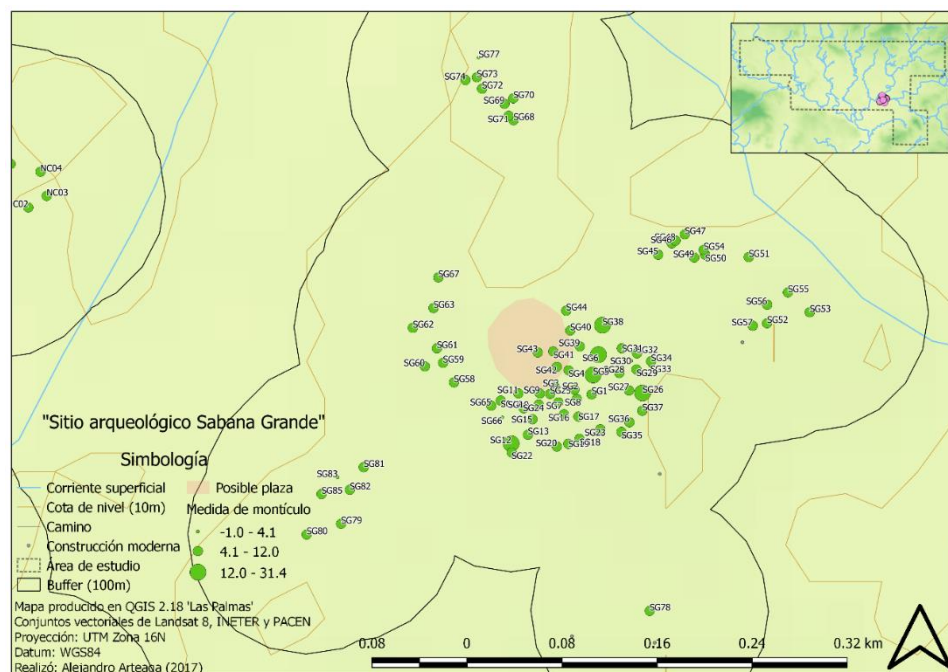 SG77
SG74
SG73
SG72
SG69
SG70
SG71
SG68
NC04
NC03
C02
SG47
SG46
SG45
SG49
SG54
SG50
SG51
SG67
SG55
SG56
SG53
SG57
SG52
SG63
SG62
SG44
SG40
SG38
SG61
SG60
SG59
SG58
SG43
SG39
SG41
SG6
SG31
SG32
SG30
SG34
SG33
SG42
SG4
SG5
SG28
SG29
SG3
SG2
SG1
SG27
SG26
SG11
SG9
SG25
SG65
SG24
SG7
SG8
SG37
SG66
SG15
SG16
SG17
SG36
SG35
SG13
SG23
SG12
SG20
SG19
SG18
SG22
"Sitio arqueológico Sabana Grande"
SG81
SG83
SG85
SG82
SG79
SG80
SG78
Simbología
Corriente superficial
Cota de nivel (10m)
Camino
Construcción moderna
Área de estudio
Buffer (100m)
Posible plaza
Medida de montículo
-1.0 - 4.1
4.1 - 12.0
12.0 - 31.4
Mapa producido en QGIS 2.18 'Las Palmas'
Conjuntos vectoriales de Landsat 8, INETER y PACEN
Proyección: UTM Zona 16N
Datum: WGS84
Realizó: Alejandro Arteaga (2017)
0.08 0 0.08 0.16 0.24 0.32 km